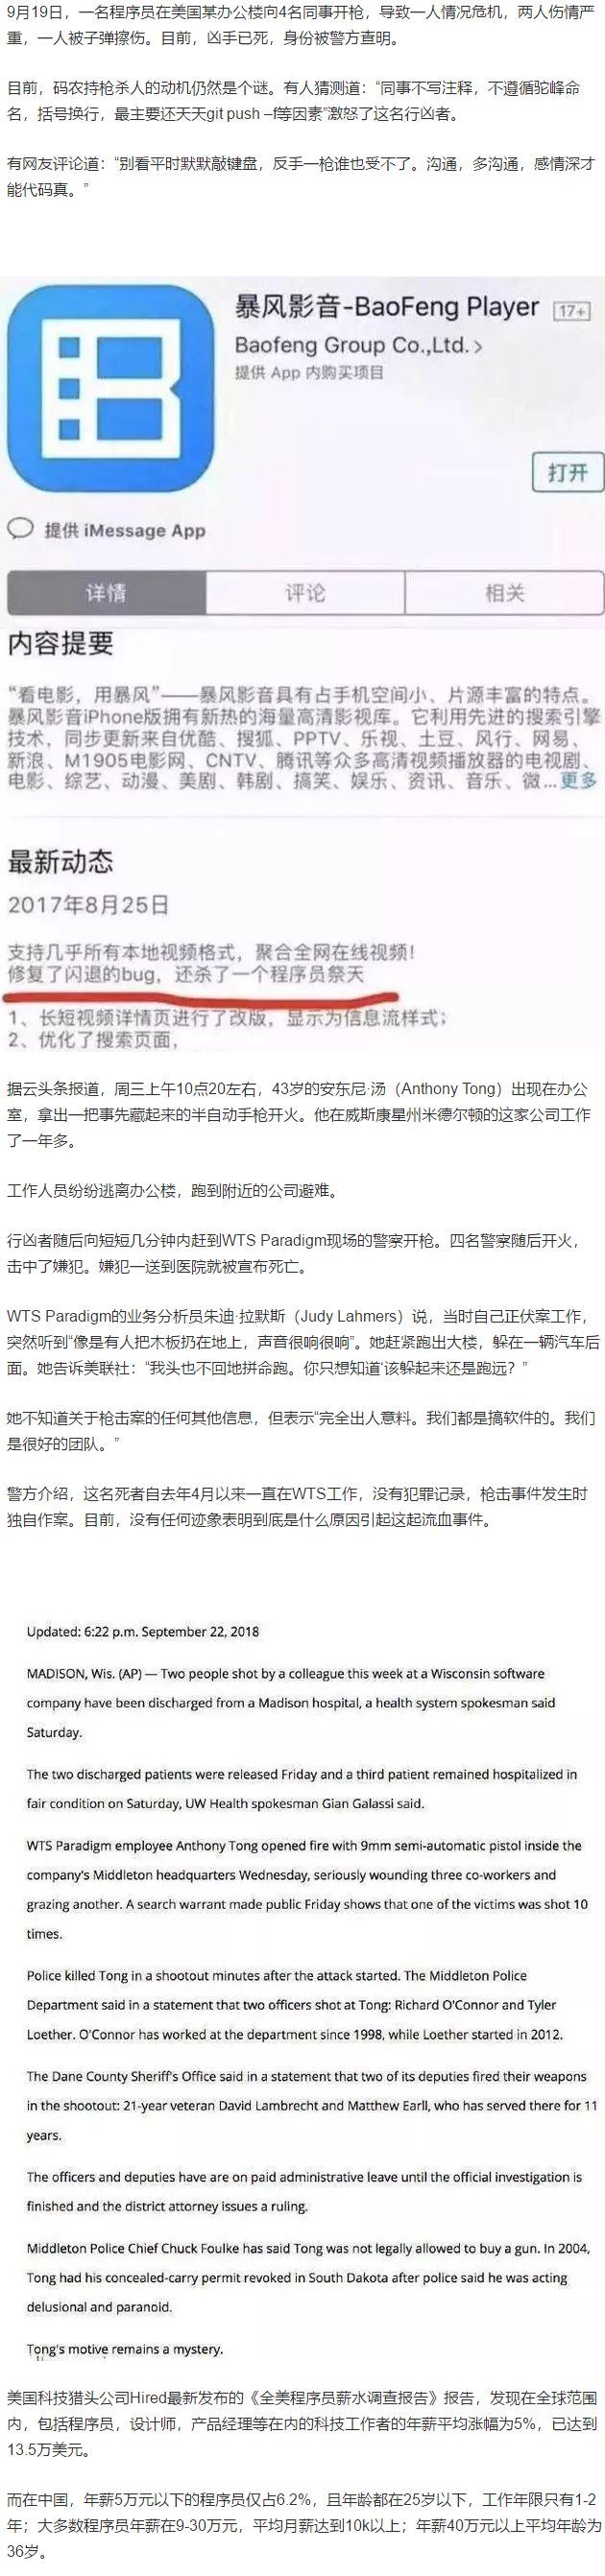 9月19日，一名程序员在美国某办公楼向4名同事开枪，导致一人情况危机，两人伤情严
重，一人被子弹擦伤。目前，凶手已死，身份被警方查明。
目前，码农持枪杀人的动机仍然是个谜。有人猜测道：“同事不写注释，不遵循驼峰命
名，括号换行，最主要还天天git push –f等因素”激怒了这名行凶者。
有网友评论道：“别看平时默默敲键盘，反手一枪谁也受不了。沟通，多沟通，感情深才
能代码真。”
暴风影音-BaoFeng Player 17+
Baofeng Group Co.,Ltd. >
提供 App 内购买项目
打开
提供 iMessage App
详情 评论 相关
内容提要
“看电影，用暴风”——暴风影音具有占手机空间小、片源丰富的特点。
暴风影音iPhone版拥有新热的海量高清影视库。它利用先进的搜索引擎
技术，同步更新来自优酷、搜狐、PPTV、乐视、土豆、风行、网易、
新浪、M1905电影网、CNTV、腾讯等众多高清视频播放器的电视剧、
电影、综艺、动漫、美剧、韩剧、搞笑、娱乐、资讯、音乐、微... 更多
最新动态
2017年8月25日
支持几乎所有本地视频格式，聚合全网在线视频！
修复了闪退的bug，还杀了一个程序员祭天
1、长短视频详情页进行了改版，显示为信息流样式；
2、优化了搜索页面，
据云头条报道，周三上午10点20左右，43岁的安东尼·汤（Anthony Tong）出现在办公
室，拿出一把事先藏起来的半自动手枪开火。他在威斯康星州米德尔顿的这家公司工作
了一年多。
工作人员纷纷逃离办公楼，跑到附近的公司避难。
行凶者随后向短短几分钟内赶到WTS Paradigm现场的警察开枪。四名警察随后开火，
击中了嫌犯。嫌犯一送到医院就被宣布死亡。
WTS Paradigm的业务分析员朱迪·拉默斯（Judy Lahmers）说，当时自己正伏案工作，
突然听到“像是有人把木板扔在地上，声音很响很响”。她赶紧跑出大楼，躲在一辆汽车后
面。她告诉美联社：“我头也不回地拼命跑。你只想知道‘该躲起来还是跑远？”
她不知道关于枪击案的任何其他信息，但表示“完全出人意料。我们都是搞软件的。我们
是很好的团队。”
警方介绍，这名死者自去年4月以来一直在WTS工作，没有犯罪记录，枪击事件发生时
独自作案。目前，没有任何迹象表明到底是什么原因引起这起流血事件。
Updated: 6:22 p.m. September 22, 2018
MADISON, Wis. (AP) — Two people shot by a colleague this week at a Wisconsin software
company have been discharged from a Madison hospital, a health system spokesman said
Saturday.
The two discharged patients were released Friday and a third patient remained hospitalized in
fair condition on Saturday, UW Health spokesman Gian Galassi said.
WTS Paradigm employee Anthony Tong opened fire with 9mm semi-automatic pistol inside the
company's Middleton headquarters Wednesday, seriously wounding three co-workers and
grazing another. A search warrant made public Friday shows that one of the victims was shot 10
times.
Police killed Tong in a shootout minutes after the attack started. The Middleton Police
Department said in a statement that two officers shot at Tong: Richard O'Connor and Tyler
Loether. O'Connor has worked at the department since 1998, while Loether started in 2012.
The Dane County Sheriff's Office said in a statement that two of its deputies fired their weapons
in the shootout: 21-year veteran David Lambrecht and Matthew Earll, who has served there for 11
years.
The officers and deputies have are on paid administrative leave until the official investigation is
finished and the district attorney issues a ruling.
Middleton Police Chief Chuck Foulke has said Tong was not legally allowed to buy a gun. In 2004,
Tong had his concealed-carry permit revoked in South Dakota after police said he was acting
delusional and paranoid.
Tong's motive remains a mystery.
美国科技猎头公司Hired最新发布的《全美程序员薪水调查报告》报告，发现在全球范围
内，包括程序员，设计师，产品经理等在内的科技工作者的年薪平均涨幅为5%，已达到
13.5万美元。
而在中国，年薪5万元以下的程序员仅占6.2%，且年龄都在25岁以下，工作年限只有1-2
年；大多数程序员年薪在9-30万元，平均月薪达到10k以上；年薪40万元以上平均年龄为
36岁。